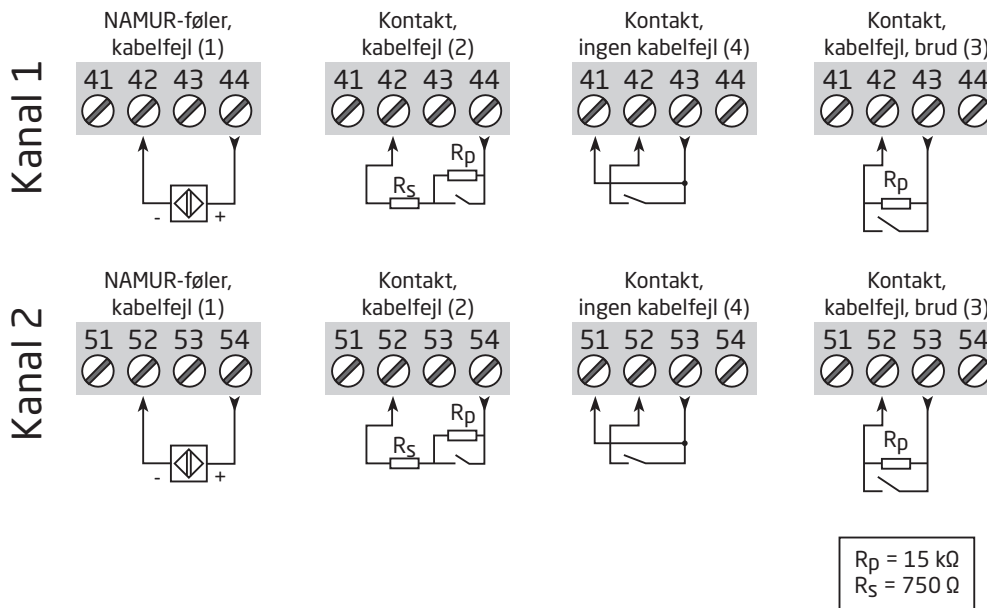 Kanal 1
NAMUR-føler,
kabelfejl (1)
41 42 43 44
- +
Kontakt,
kabelfejl (2)
41 42 43 44
Rp
Rs
Kontakt,
ingen kabelfejl (4)
41 42 43 44
Kontakt,
kabelfejl, brud (3)
41 42 43 44
Rp
Kanal 2
NAMUR-føler,
kabelfejl (1)
51 52 53 54
- +
Kontakt,
kabelfejl (2)
51 52 53 54
Rp
Rs
Kontakt,
ingen kabelfejl (4)
51 52 53 54
Kontakt,
kabelfejl, brud (3)
51 52 53 54
Rp
Rp = 15 kΩ
Rs = 750 Ω